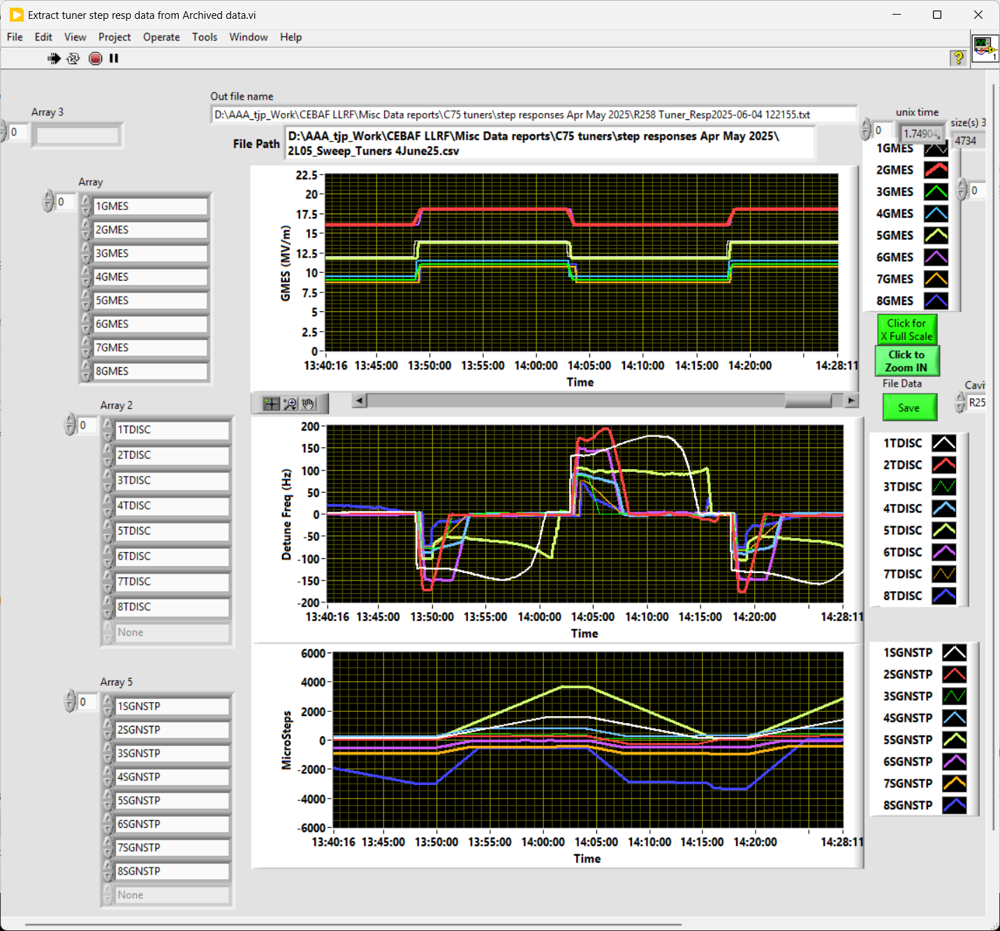 Extract tuner step resp data from Archived data.vi
File Edit View Project Operate Tools Window Help
1
Out file name
D:\AAA_tjp_Work\CEBAF LLRF\Misc Data reports\C75 tuners\step responses Apr May 2025\R258 Tuner_Resp2025-06-04 122155.txt
File Path
D:\AAA_tjp_Work\CEBAF LLRF\Misc Data reports\C75 tuners\step responses Apr May 2025\
2L05_Sweep_Tuners 4June25.csv
Array 3
0
unix time
0
size(s) 3
4734
Array
0
1GMES
2GMES
3GMES
4GMES
5GMES
6GMES
7GMES
8GMES
22.5
20
17.5
15
12.5
10
7.5
5
2.5
0
GMES (MV/m)
13:40:16 13:45:00 13:50:00 13:55:00 14:00:00 14:05:00 14:10:00 14:15:00 14:20:00 14:28:11
Time
1GMES
2GMES
3GMES
4GMES
5GMES
6GMES
7GMES
8GMES
0
Click for
X Full Scale
Click to
Zoom IN
File Data
Save
Cavi
R25
Array 2
0
1TDISC
2TDISC
3TDISC
4TDISC
5TDISC
6TDISC
7TDISC
8TDISC
None
200
150
100
50
0
-50
-100
-150
-200
Detune Freq (Hz)
13:40:16 13:45:00 13:50:00 13:55:00 14:00:00 14:05:00 14:10:00 14:15:00 14:20:00 14:28:11
Time
1TDISC
2TDISC
3TDISC
4TDISC
5TDISC
6TDISC
7TDISC
8TDISC
Array 5
0
1SGNSTP
2SGNSTP
3SGNSTP
4SGNSTP
5SGNSTP
6SGNSTP
7SGNSTP
8SGNSTP
None
6000
4000
2000
0
-2000
-4000
-6000
MicroSteps
13:40:16 13:45:00 13:50:00 13:55:00 14:00:00 14:05:00 14:10:00 14:15:00 14:20:00 14:28:11
Time
1SGNSTP
2SGNSTP
3SGNSTP
4SGNSTP
5SGNSTP
6SGNSTP
7SGNSTP
8SGNSTP